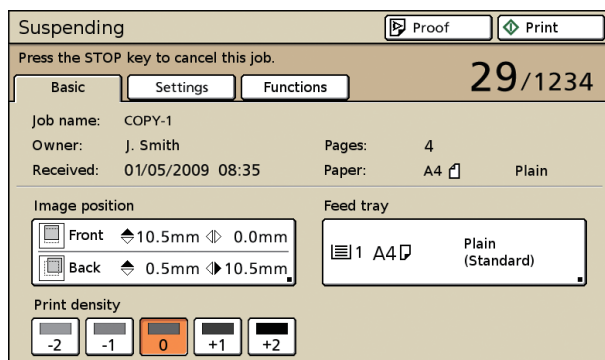 Suspending
Proof
Print
Press the STOP key to cancel this job.
29/1234
Basic
Settings
Functions
Job name: COPY-1
Owner: J. Smith
Pages: 4
Received: 01/05/2009 08:35
Paper: A4 Plain
Image position
Feed tray
Front 10.5mm 0.0mm
Back 0.5mm 10.5mm
1 A4 Plain
(Standard)
Print density
-2 -1 0 +1 +2